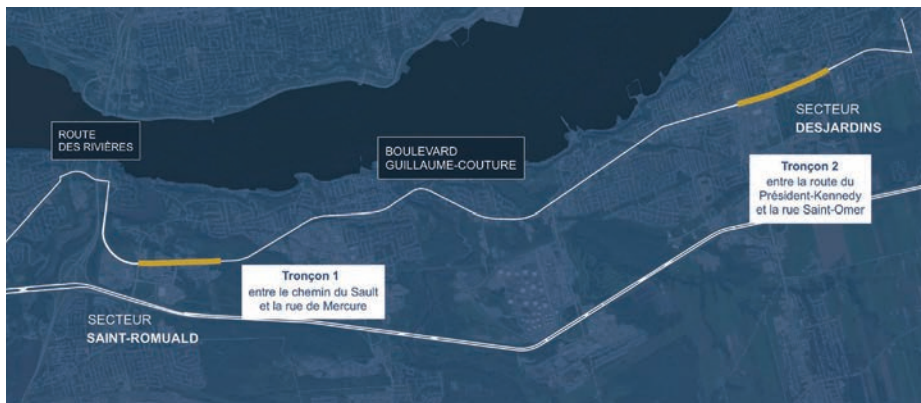 ROUTE
DES RIVIÈRES
BOULEVARD
GUILLAUME-COUTURE
SECTEUR
DESJARDINS
Tronçon 2
entre la route du
Président-Kennedy
et la rue Saint-Omer
Tronçon 1
entre le chemin du Sault
et la rue de Mercure
SECTEUR
SAINT-ROMUALD